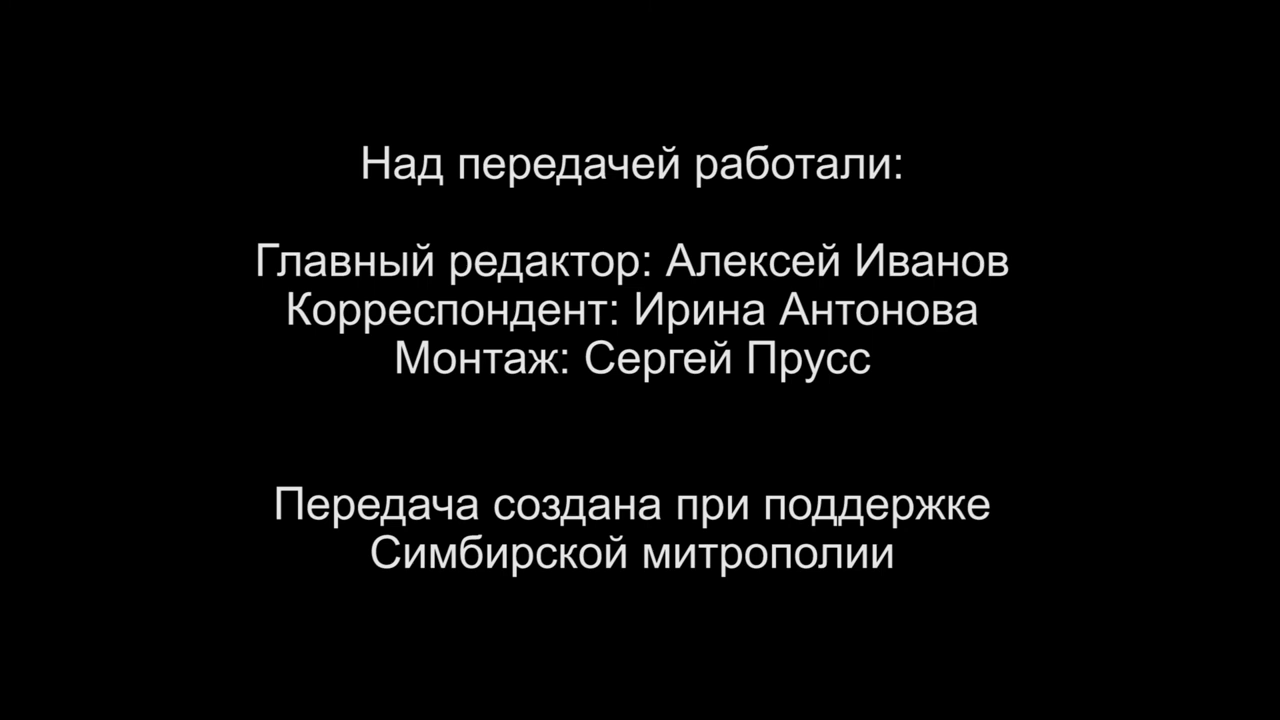 Над передачей работали:
Главный редактор: Алексей Иванов
Корреспондент: Ирина Антонова
Монтаж: Сергей Прусс
Передача создана при поддержке
Симбирской митрополии